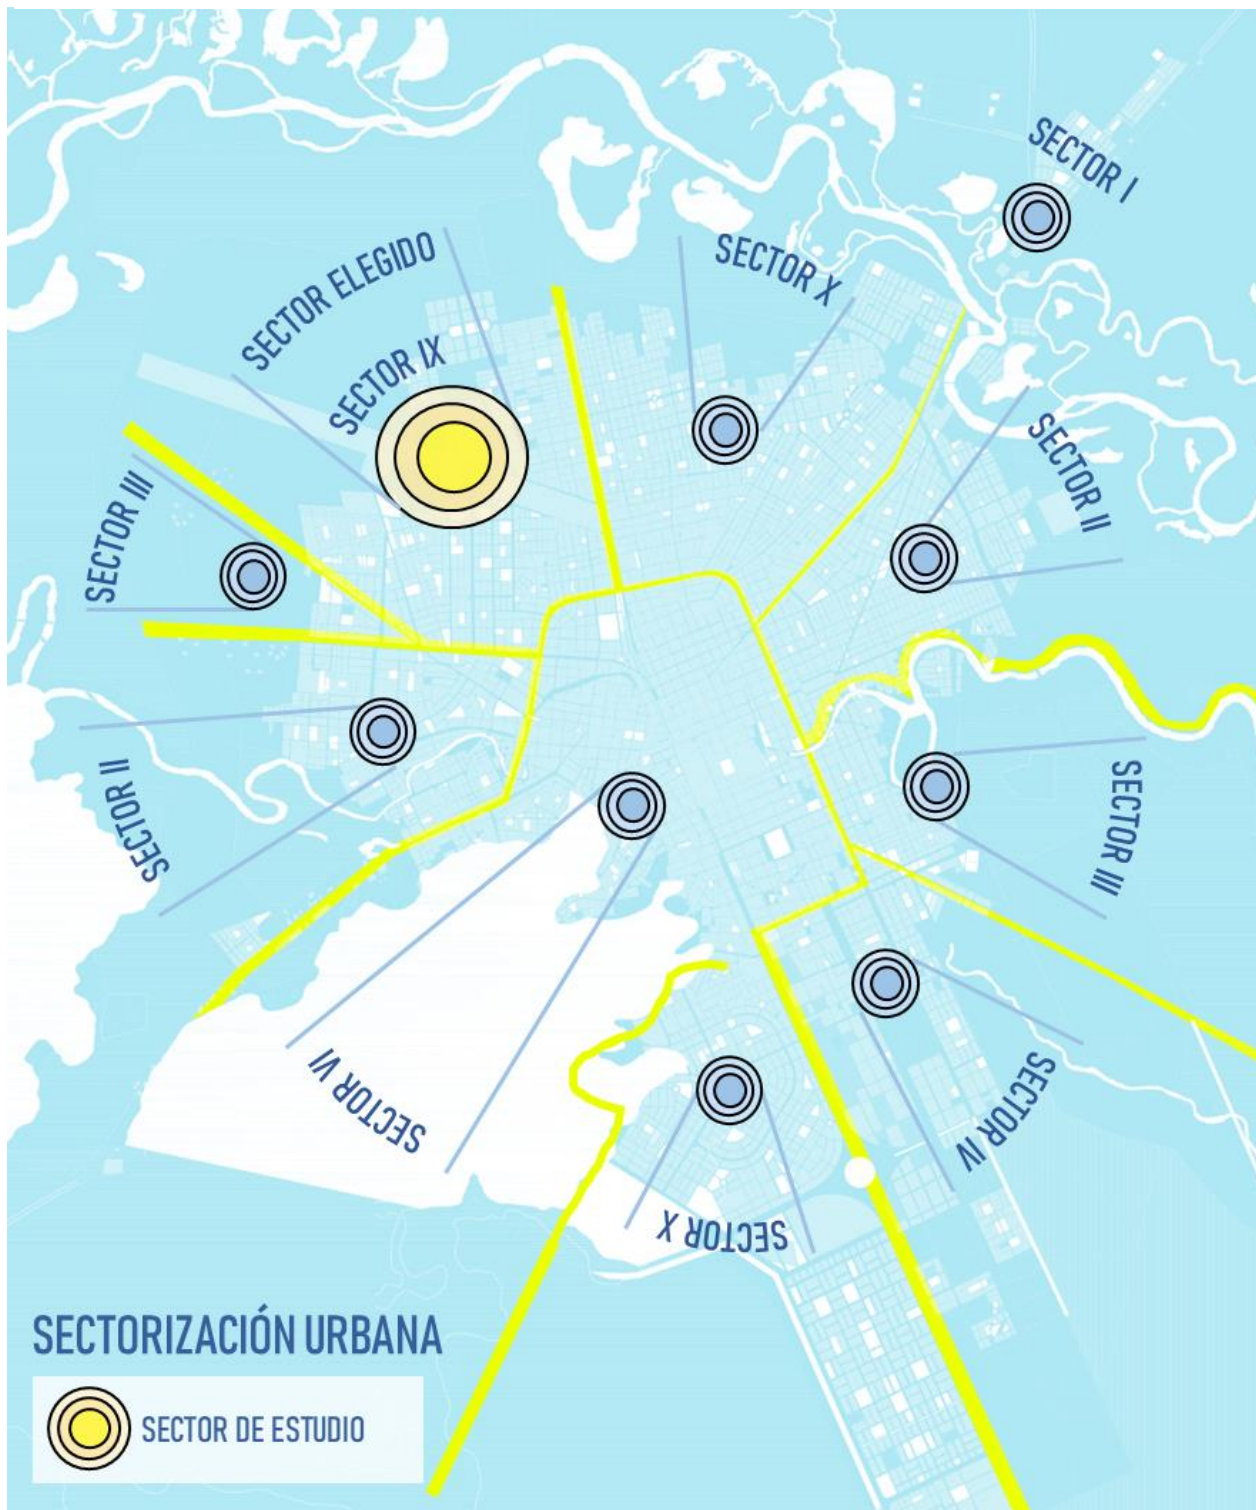 SECTOR I
SECTOR X
SECTOR ELEGIDO
SECTOR IX
SECTOR II
SECTOR III
SECTOR II
SECTOR III
SECTOR VI
SECTOR IV
SECTOR X
SECTORIZACIÓN URBANA
SECTOR DE ESTUDIO